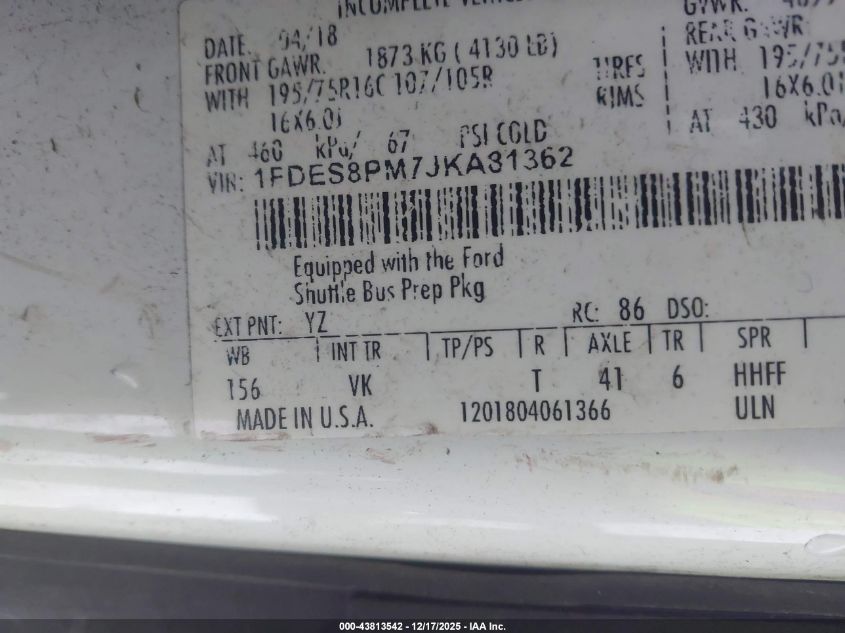 INCOMPLETE
DATE. 04/18
FRONT GAWR. 1873 KG ( 4130 LB)
WITH 195/75R16C 107/105R TIRES
16X6.0J RIMS
AT 460 kPa/ 67 PSI COLD
VIN: 1FDES8PM7JKA31362
GVWR.
REAR GAWR
WITH 195/75
16X6.0J
AT 430 kPa/
Equipped with the Ford
Shuttle Bus Prep Pkg
EXT PNT: YZ RC: 86 DSO:
WB INT TR TP/PS R AXLE TR SPR
156 VK T 41 6 HHFF
MADE IN U.S.A. 1201804061366 ULN
000-43813542 - 12/17/2025 - IAA Inc.